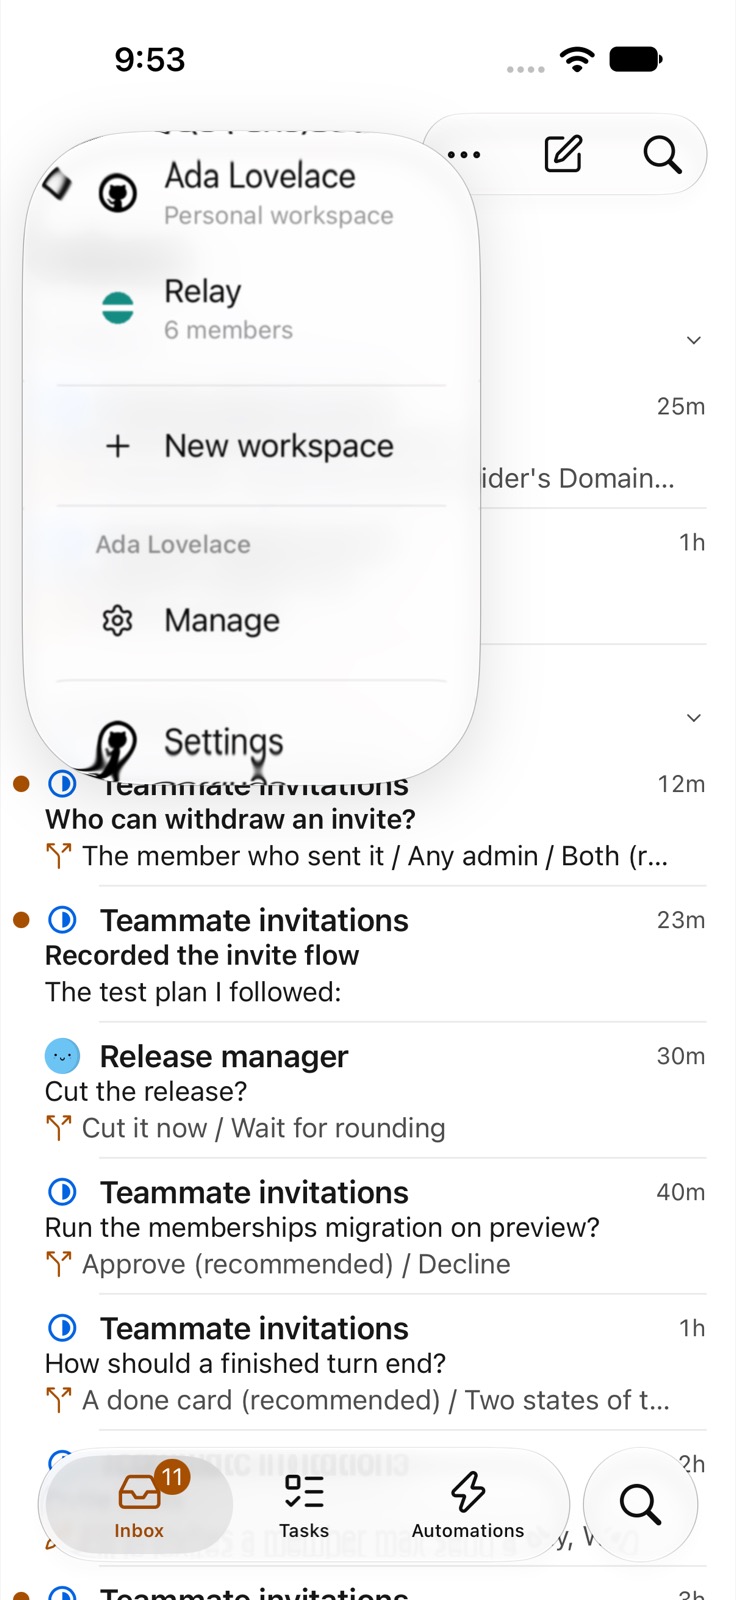 9:53
Ada Lovelace
Personal workspace
Relay
6 members
New workspace
25m
ider's Domain...
Ada Lovelace
1h
Manage
Settings
Teammate invitations
12m
Who can withdraw an invite?
The member who sent it / Any admin / Both (r...
Teammate invitations
23m
Recorded the invite flow
The test plan I followed:
Release manager
30m
Cut the release?
Cut it now / Wait for rounding
Teammate invitations
40m
Run the memberships migration on preview?
Approve (recommended) / Decline
Teammate invitations
1h
How should a finished turn end?
A done card (recommended) / Two states of t...
2h
11
Inbox
Tasks
Automations
Teammate invitations
3h